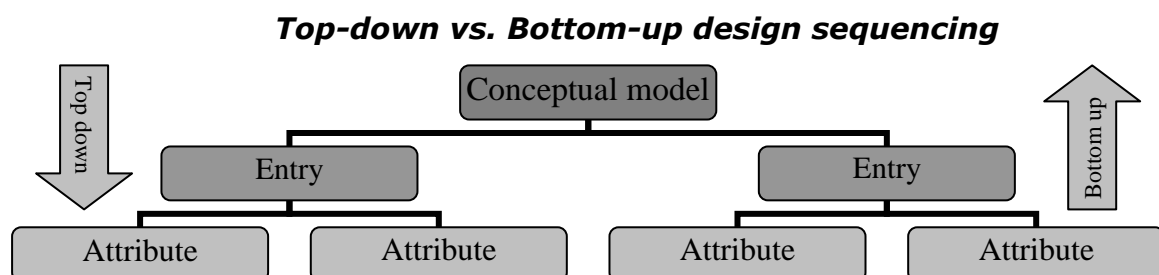 Top-down vs. Bottom-up design sequencing
Top down
Conceptual model
Bottom up
Entry
Entry
Attribute
Attribute
Attribute
Attribute